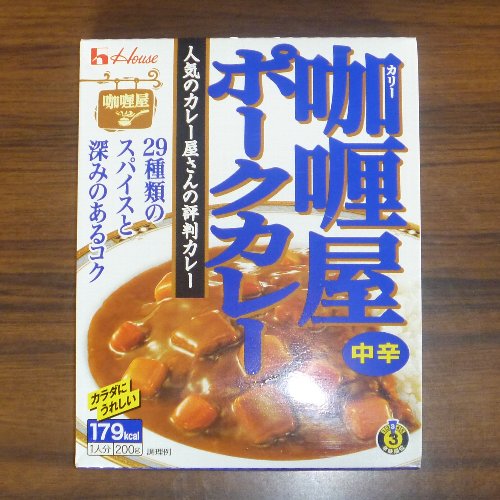 House
咖喱屋
人気のカレー屋さんの評判カレー
カリー
咖喱屋
ポークカレー
29種類の
スパイスと
深みのあるコク
中辛
カラダに
うれしい
179kcal
1人分 200g 調理例
3